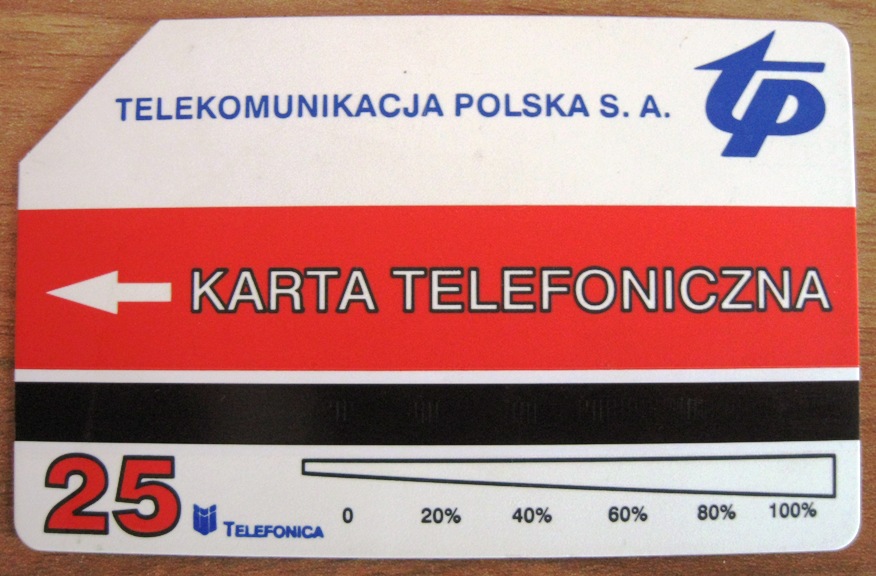 TELEKOMUNIKACJA POLSKA S. A.
tp
KARTA TELEFONICZNA
25
TELEFONICA
0 20% 40% 60% 80% 100%